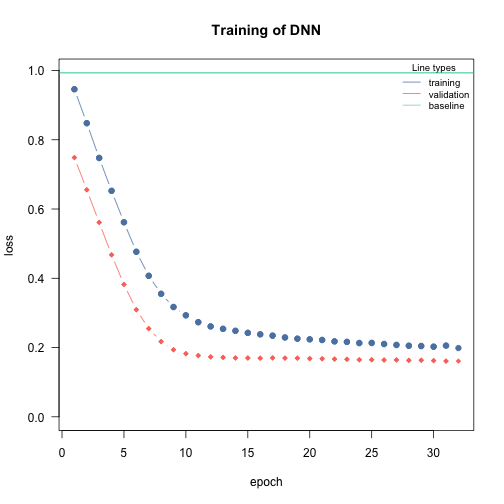 Training of DNN
Line types
training
validation
baseline
loss
1.0
0.8
0.6
0.4
0.2
0.0
0 5 10 15 20 25 30
epoch